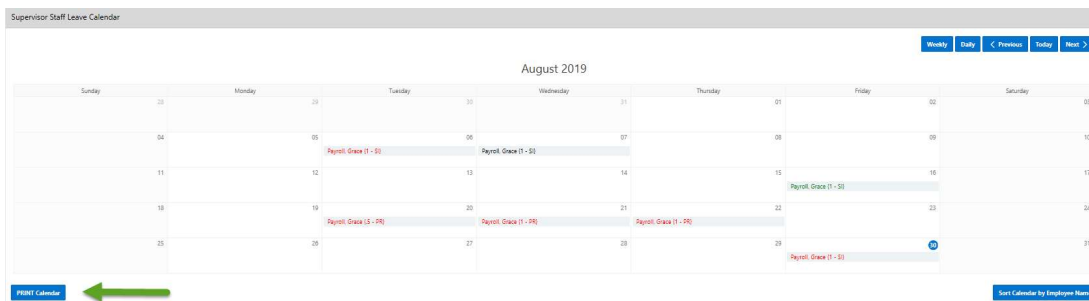 Supervisor Staff Leave Calendar
Weekly Daily < Previous Today Next >
August 2019
Sunday Monday Tuesday Wednesday Thursday Friday Saturday
28 29 30 31 01 02 03
04 05 06 07 08 09 10
Payroll, Grace (1 - SI) Payroll, Grace (1 - SI)
11 12 13 14 15 16 17
Payroll, Grace (1 - SI)
18 19 20 21 22 23 24
Payroll, Grace (.5 - PR) Payroll, Grace (1 - PR) Payroll, Grace (1 - PR)
25 26 27 28 29 30 31
Payroll, Grace (1 - SI)
PRINT Calendar Sort Calendar by Employee Name